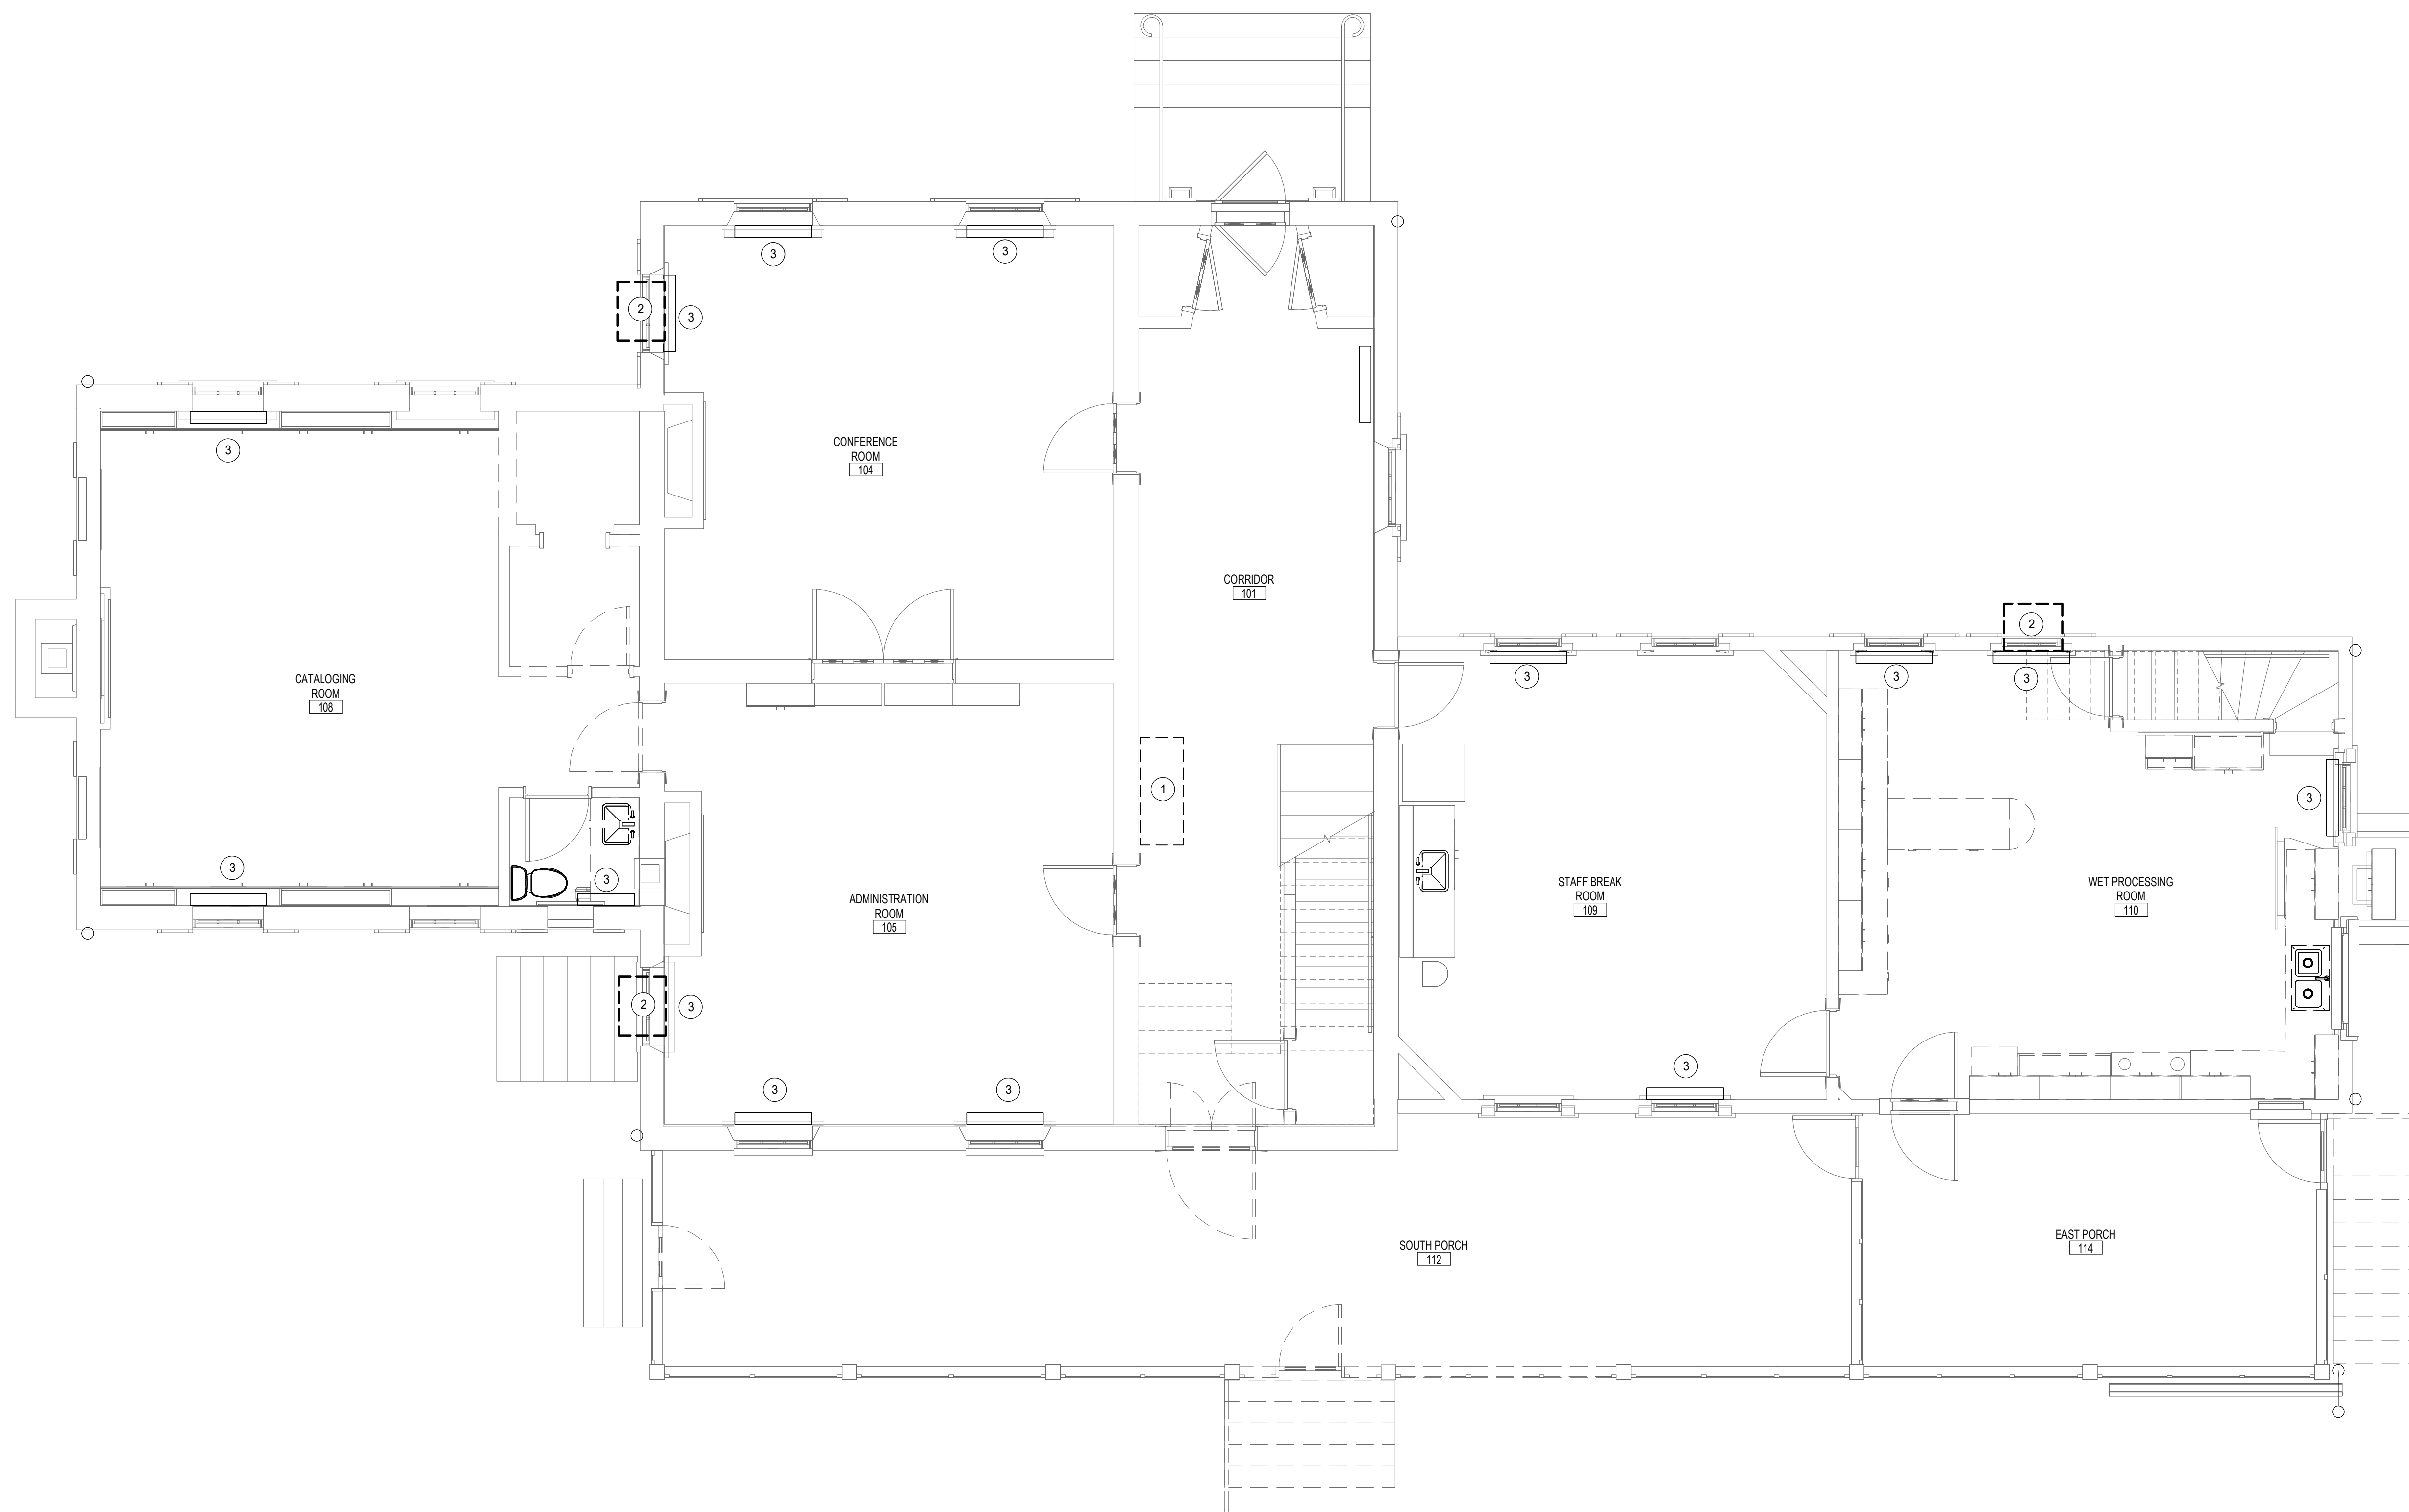 3
3
2
3
3
CONFERENCE
ROOM
104
CORRIDOR
101
2
3
3
3
CATALOGING
ROOM
108
1
3
3
3
ADMINISTRATION
ROOM
105
STAFF BREAK
ROOM
109
WET PROCESSING
ROOM
110
2
3
3
3
3
SOUTH PORCH
112
EAST PORCH
114